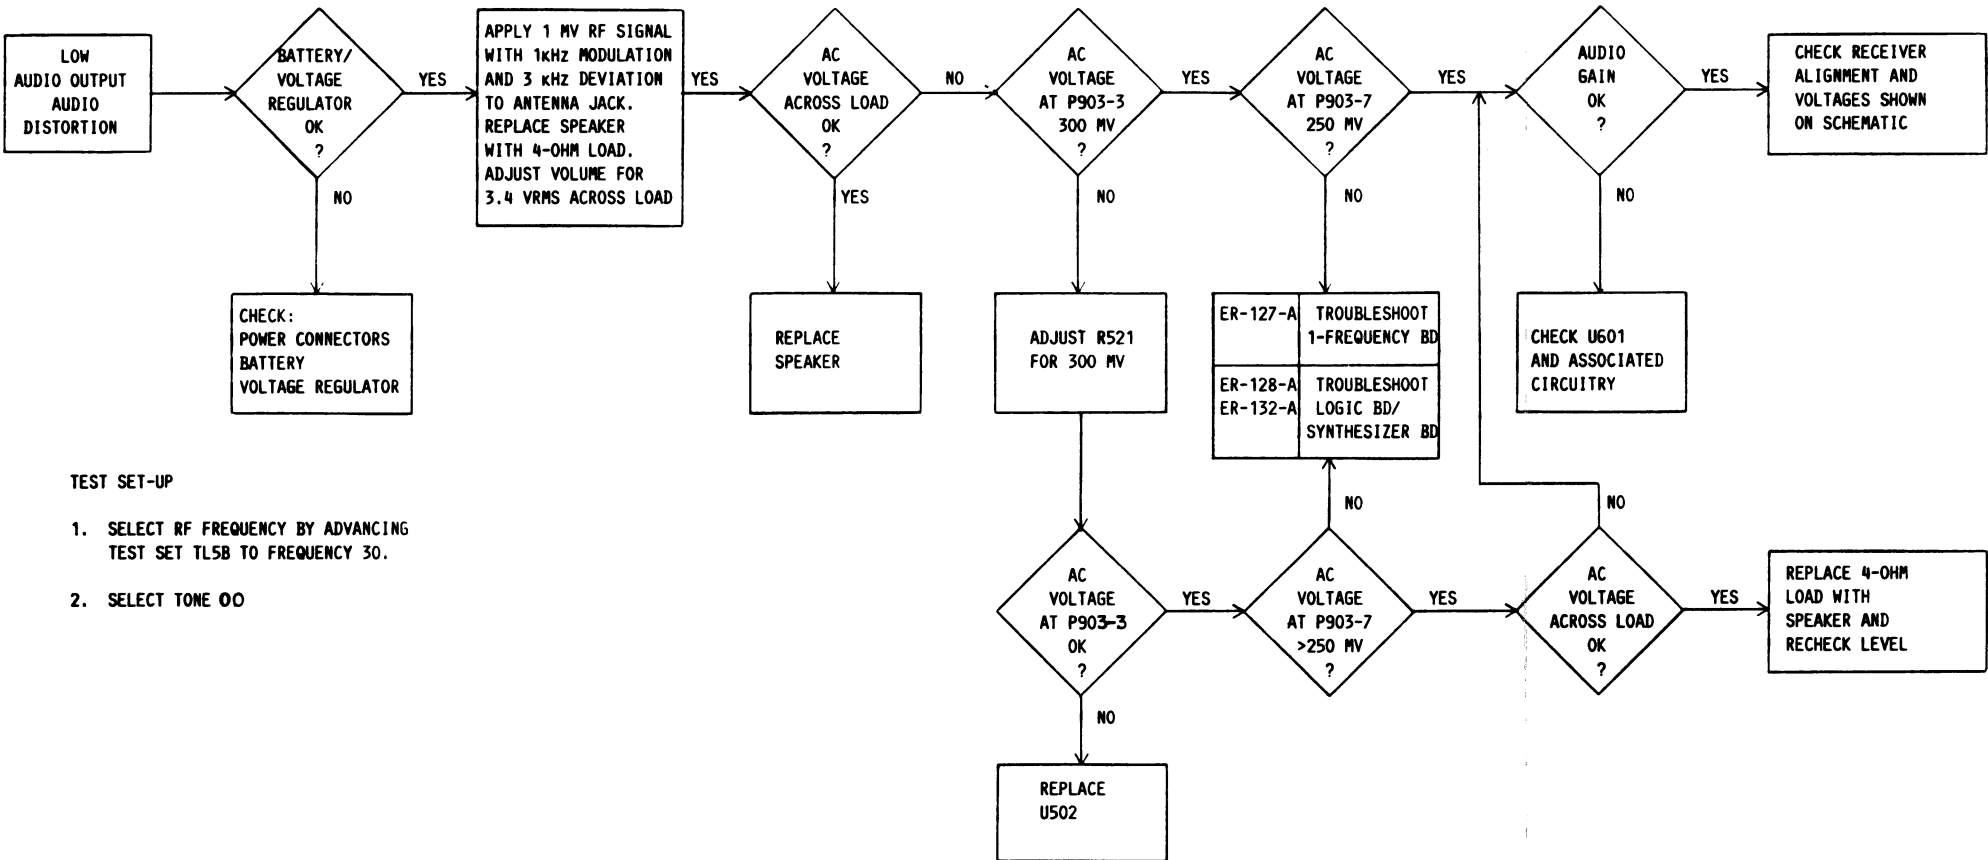 LOW
AUDIO OUTPUT
AUDIO
DISTORTION
BATTERY/
VOLTAGE
REGULATOR
OK
?
YES
NO
CHECK:
POWER CONNECTORS
BATTERY
VOLTAGE REGULATOR
APPLY 1 MV RF SIGNAL
WITH 1kHz MODULATION
AND 3 kHz DEVIATION
TO ANTENNA JACK.
REPLACE SPEAKER
WITH 4-OHM LOAD.
ADJUST VOLUME FOR
3.4 VRMS ACROSS LOAD
YES
AC
VOLTAGE
ACROSS LOAD
OK
?
NO
YES
REPLACE
SPEAKER
AC
VOLTAGE
AT P903-3
300 MV
?
YES
NO
ADJUST R521
FOR 300 MV
AC
VOLTAGE
AT P903-7
250 MV
?
YES
NO
ER-127-A
TROUBLESHOOT
1-FREQUENCY BD
ER-128-A
ER-132-A
TROUBLESHOOT
LOGIC BD/
SYNTHESIZER BD
AUDIO
GAIN
OK
?
YES
NO
CHECK RECEIVER
ALIGNMENT AND
VOLTAGES SHOWN
ON SCHEMATIC
CHECK U601
AND ASSOCIATED
CIRCUITRY
TEST SET-UP
1. SELECT RF FREQUENCY BY ADVANCING
TEST SET TL5B TO FREQUENCY 30.
2. SELECT TONE 00
AC
VOLTAGE
AT P903-3
OK
?
YES
NO
REPLACE
U502
AC
VOLTAGE
AT P903-7
>250 MV
?
NO
YES
AC
VOLTAGE
ACROSS LOAD
OK
?
NO
YES
REPLACE 4-OHM
LOAD WITH
SPEAKER AND
RECHECK LEVEL